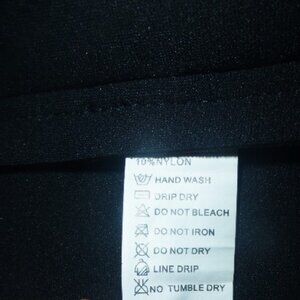 10%NYLON
HAND WASH
DRIP DRY
DO NOT BLEACH
DO NOT IRON
DO NOT DRY
LINE DRIP
NO TUMBLE DRY